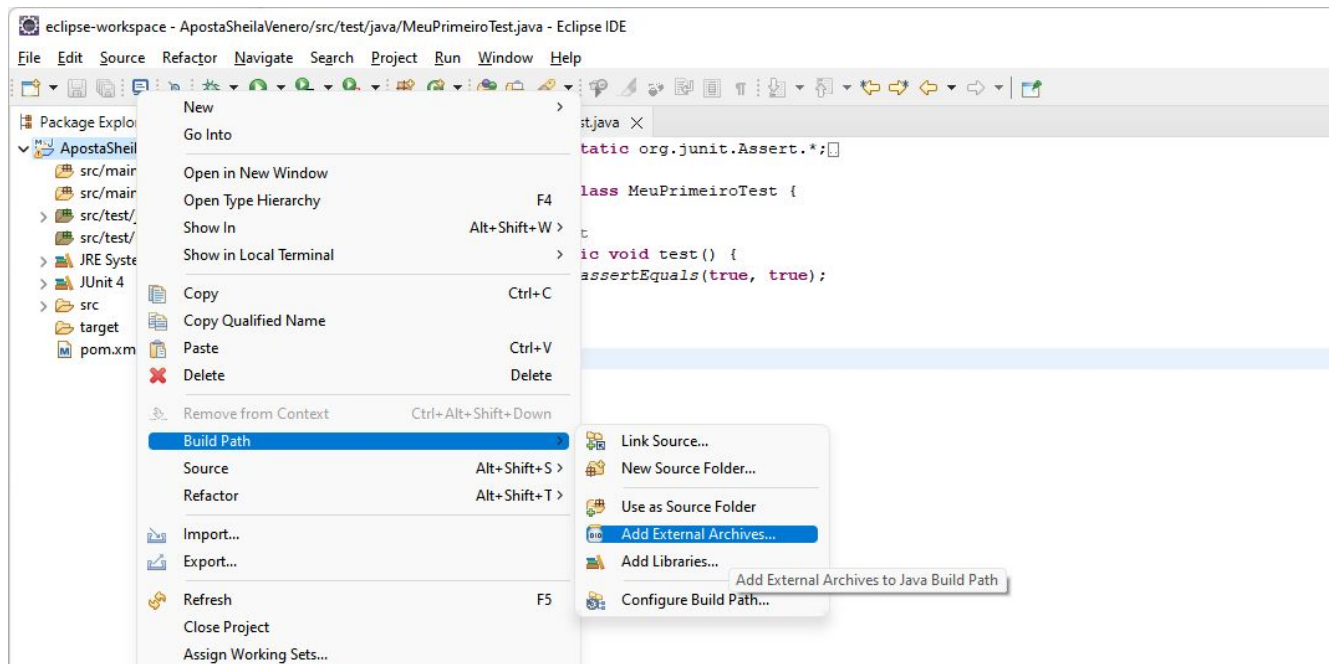 eclipse-workspace - ApostaSheilaVenero/src/test/java/MeuPrimeiroTest.java - Eclipse IDE
File Edit Source Refactor Navigate Search Project Run Window Help
Package Explo
st.java
ApostaSheil
src/main
src/main
src/test/j
src/test/
JRE Syste
JUnit 4
src
target
pom.xm
New
Go Into
Open in New Window
Open Type Hierarchy F4
Show In Alt+Shift+W >
Show in Local Terminal
Copy Ctrl+C
Copy Qualified Name
Paste Ctrl+V
Delete Delete
Remove from Context Ctrl+Alt+Shift+Down
Build Path
Source Alt+Shift+S >
Refactor Alt+Shift+T >
Import...
Export...
Refresh F5
Close Project
Assign Working Sets...
tatic org.junit.Assert.*;
lass MeuPrimeiroTest {
t
ic void test() {
assertEquals(true, true);
Link Source...
New Source Folder...
Use as Source Folder
Add External Archives...
Add Libraries...
Add External Archives to Java Build Path
Configure Build Path...